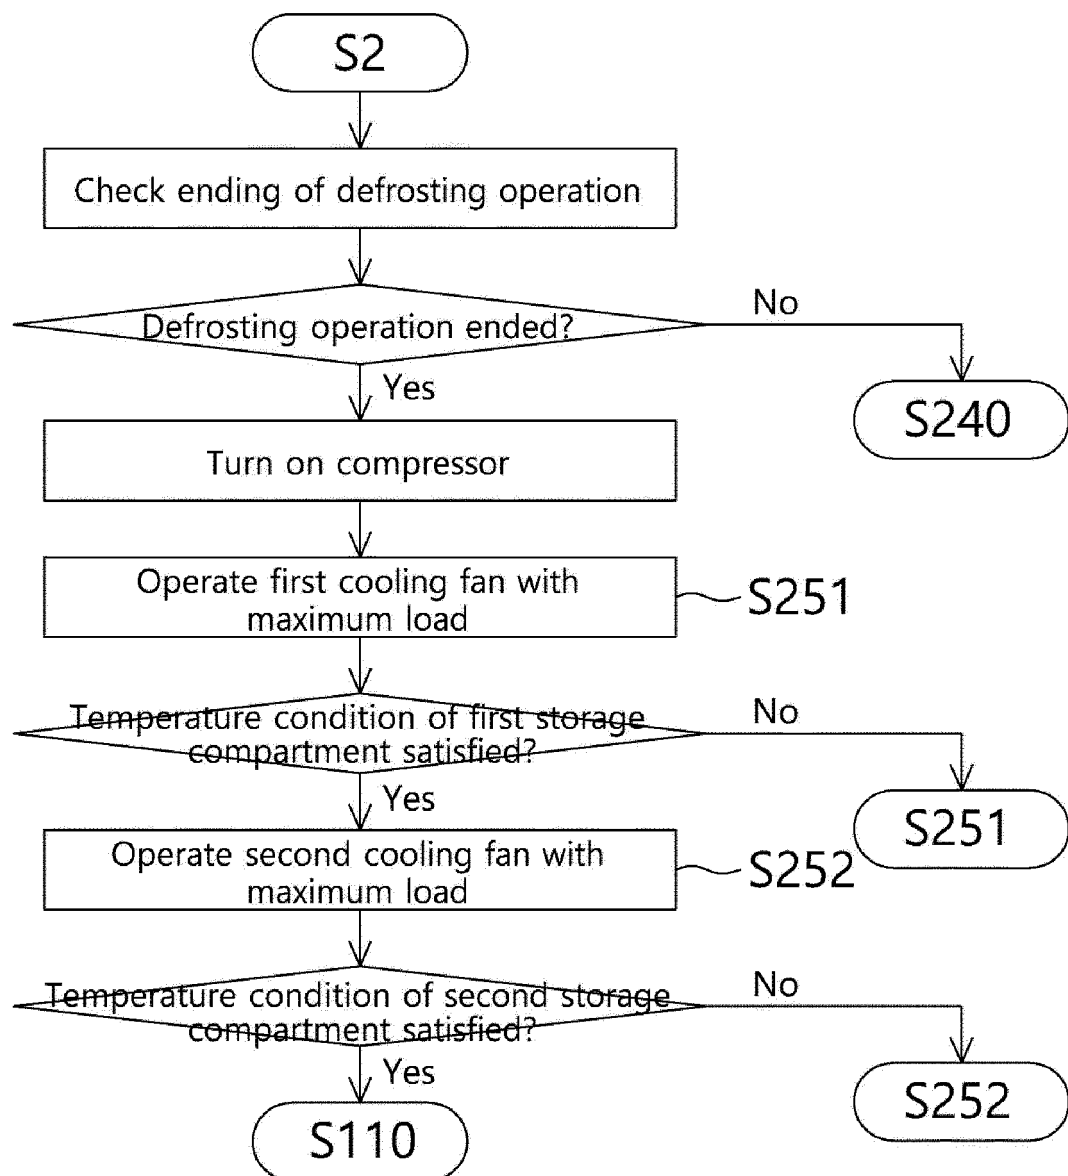 S2
Check ending of defrosting operation
Defrosting operation ended?
No
Yes
S240
Turn on compressor
Operate first cooling fan with
maximum load
S251
Temperature condition of first storage
compartment satisfied?
No
Yes
S251
Operate second cooling fan with
maximum load
S252
Temperature condition of second storage
compartment satisfied?
No
Yes
S252
S110